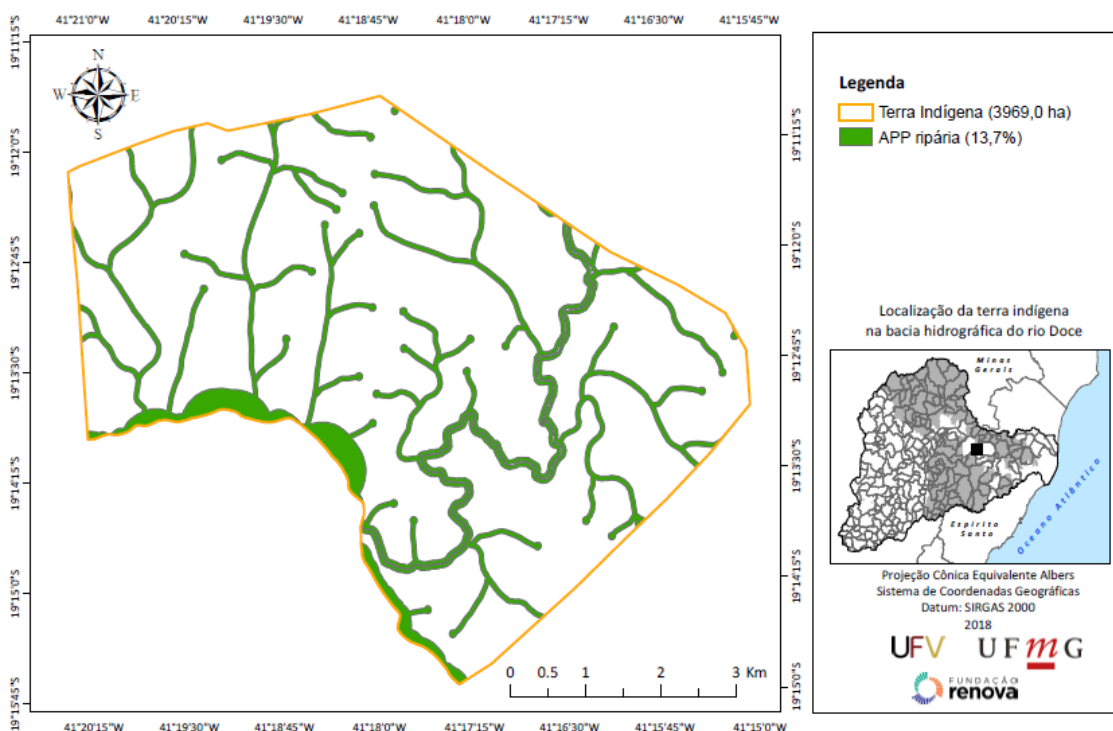 41°21'0"W 41°20'15"W 41°19'30"W 41°18'45"W 41°18'0"W 41°17'15"W 41°16'30"W 41°15'45"W
19°11'15"S
19°12'0"S
19°12'45"S
19°13'30"S
19°14'15"S
19°15'0"S
19°15'45"S
N
W E
S
19°11'15"S
19°12'0"S
19°12'45"S
19°13'30"S
19°14'15"S
19°15'0"S
0 0.5 1 2 3 Km
41°20'15"W 41°19'30"W 41°18'45"W 41°18'0"W 41°17'15"W 41°16'30"W 41°15'45"W 41°15'0"W
Legenda
Terra Indígena (3969,0 ha)
APP ripária (13,7%)
Localização da terra indígena
na bacia hidrográfica do rio Doce
Minas
Gerais
Espírito
Santo
Oceano Atlântico
Projeção Cônica Equivalente Albers
Sistema de Coordenadas Geográficas
Datum: SIRGAS 2000
2018
UFV UFmG
FUNDAÇÃO
renova